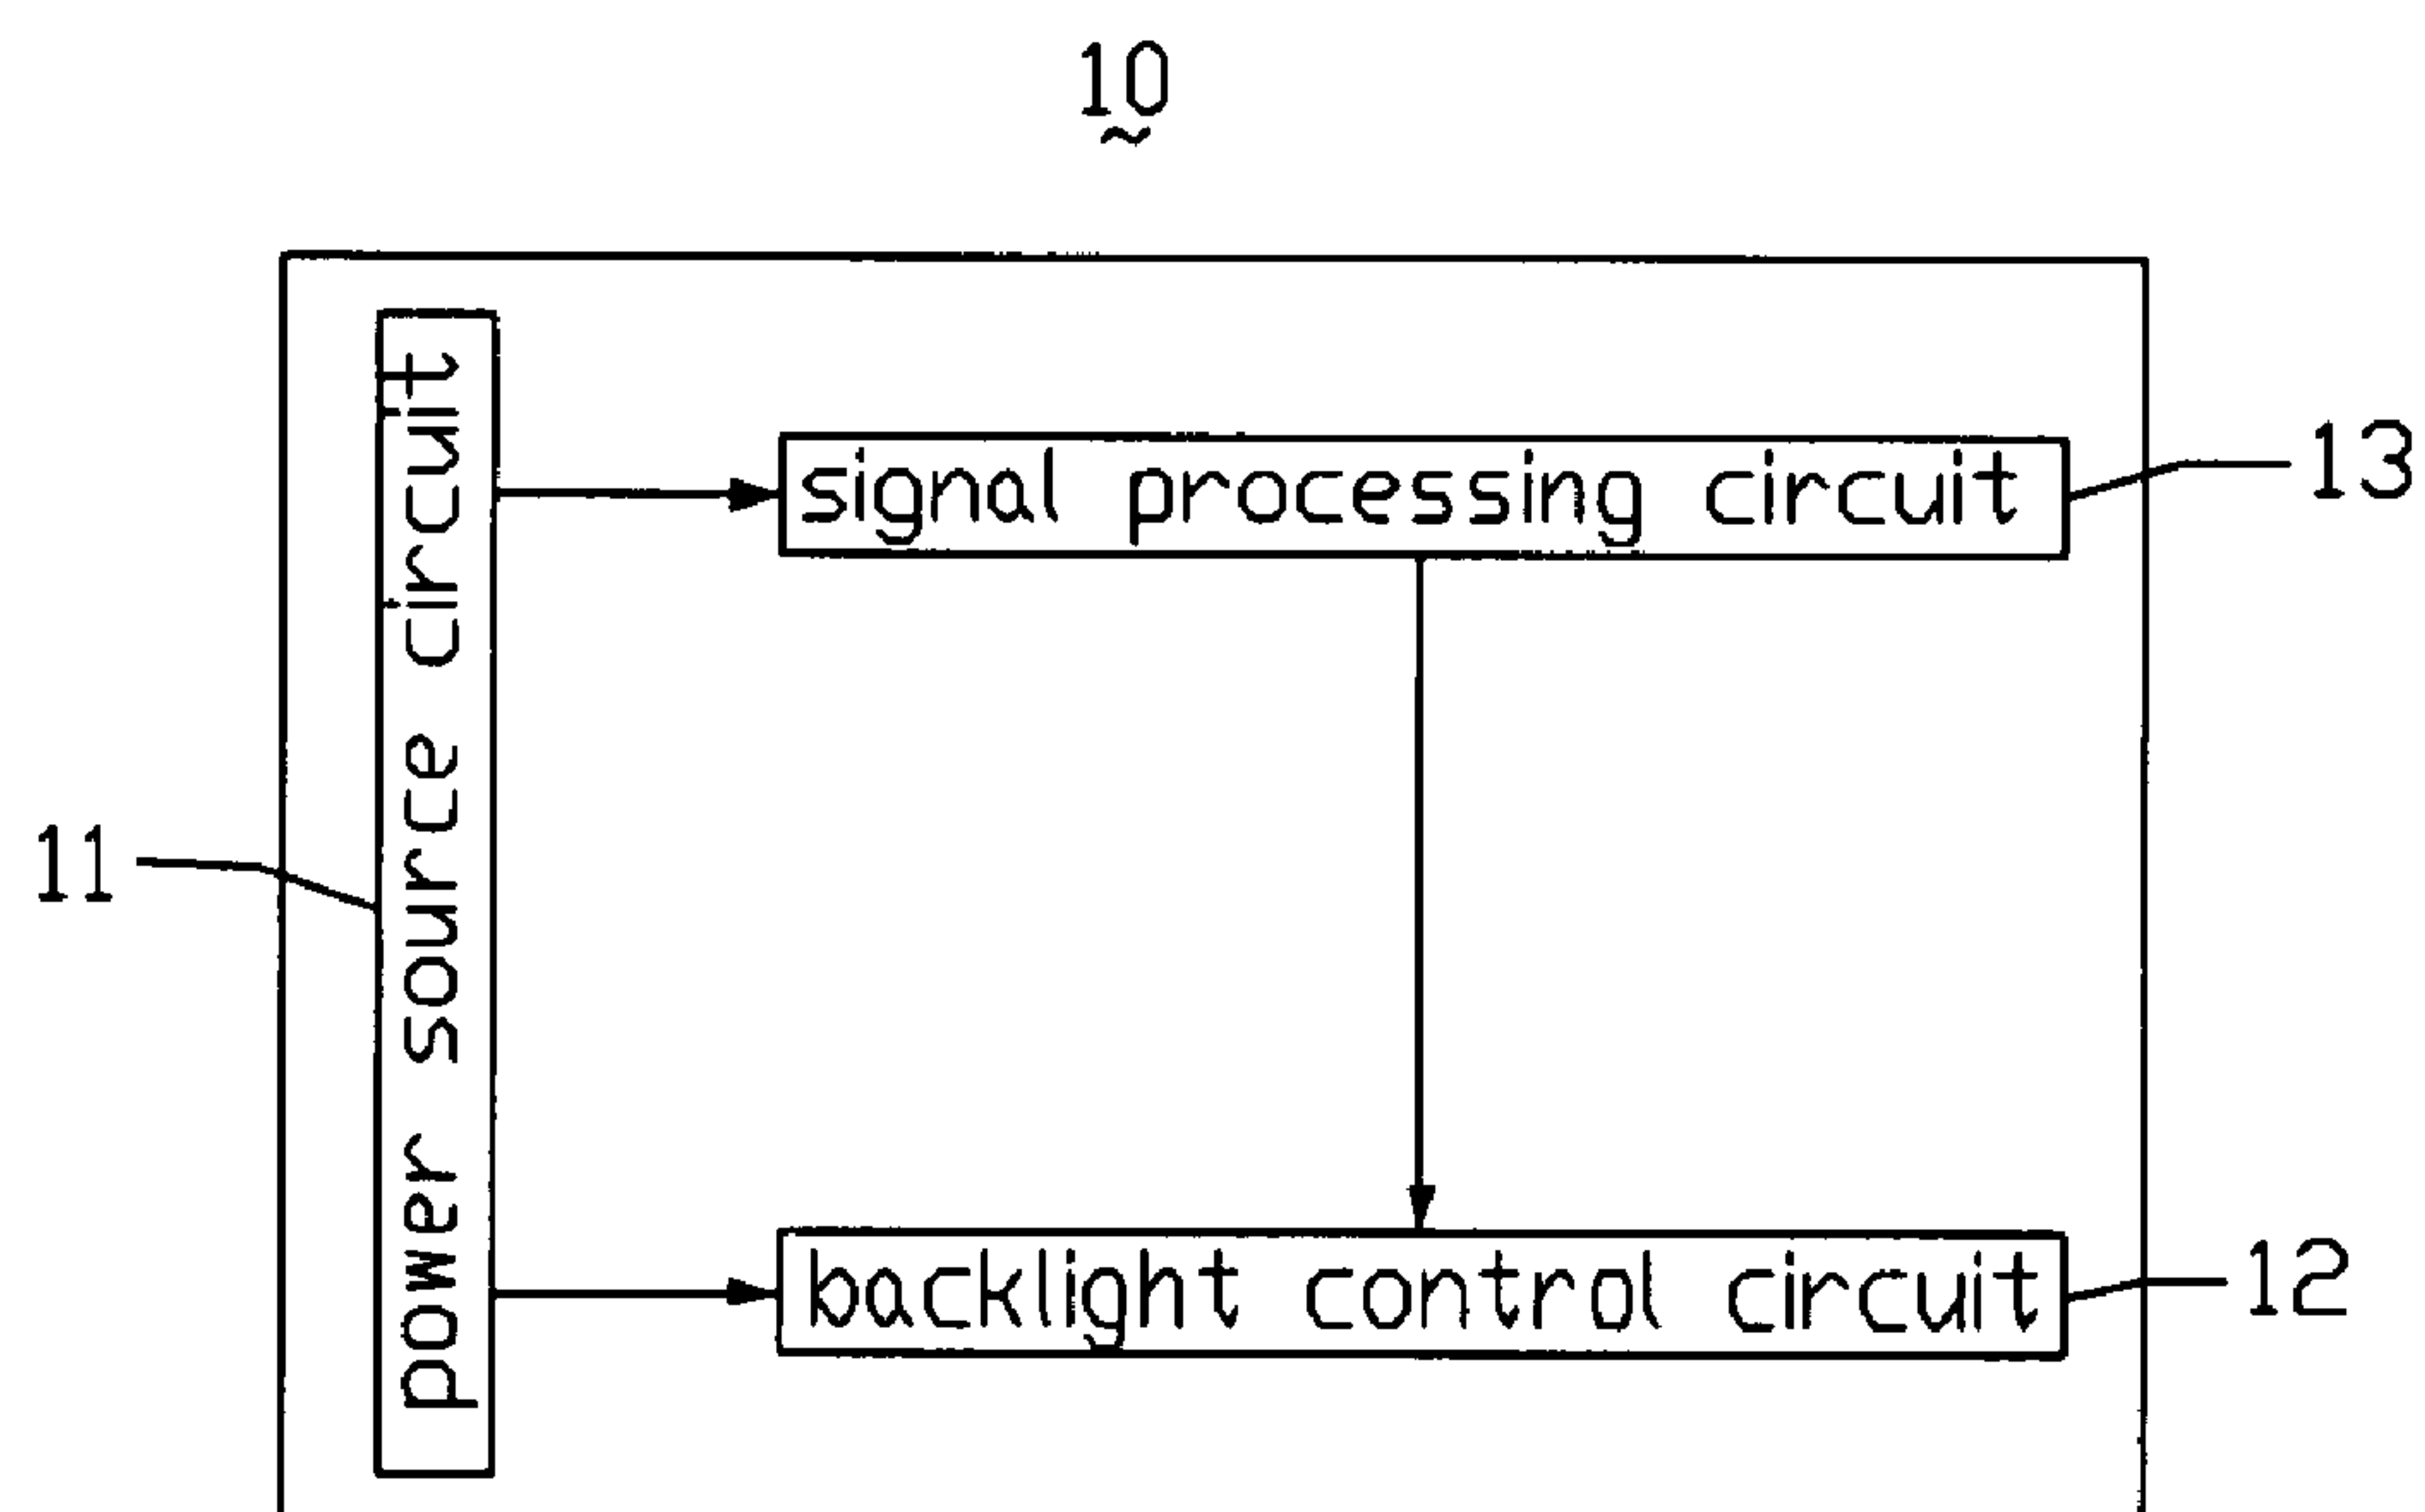 10
power source circuit
signal processing circuit
13
11
backlight control circuit
12